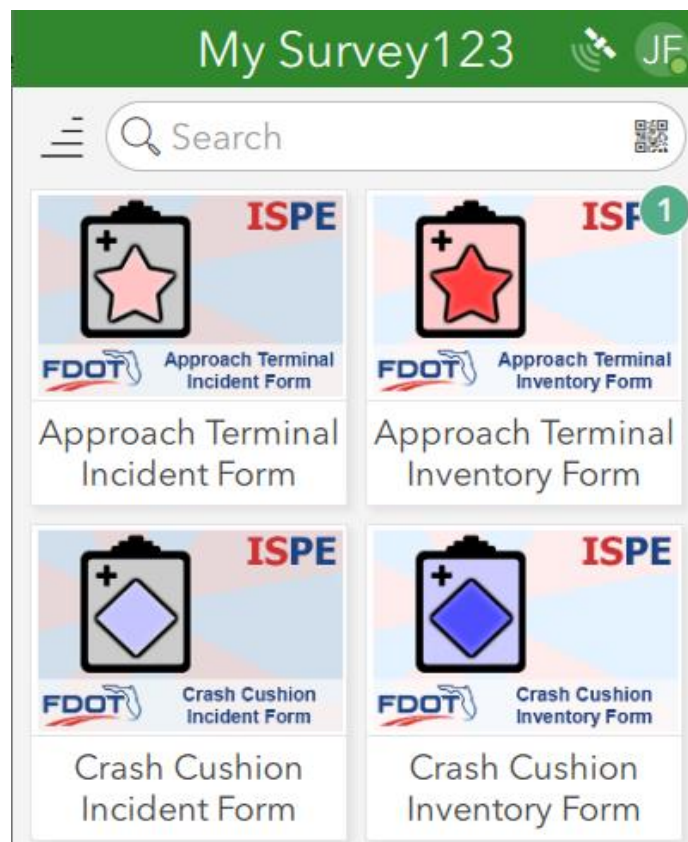 My Survey123
JF
Search
ISPE
FDOT
Approach Terminal
Incident Form
Approach Terminal
Incident Form
1
FDOT
Approach Terminal
Inventory Form
Approach Terminal
Inventory Form
ISPE
FDOT
Crash Cushion
Incident Form
Crash Cushion
Incident Form
ISPE
FDOT
Crash Cushion
Inventory Form
Crash Cushion
Inventory Form